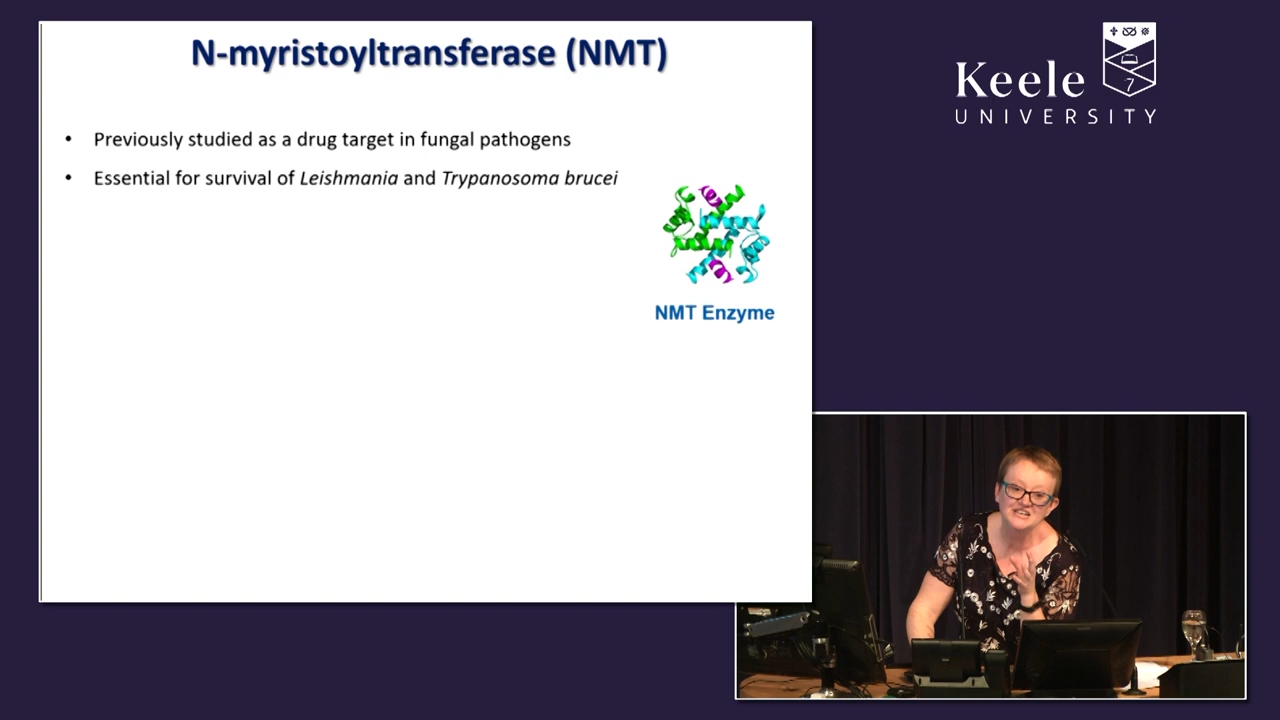 N-myristoyltransferase (NMT)
• Previously studied as a drug target in fungal pathogens
• Essential for survival of Leishmania and Trypanosoma brucei
NMT Enzyme
Keele
UNIVERSITY